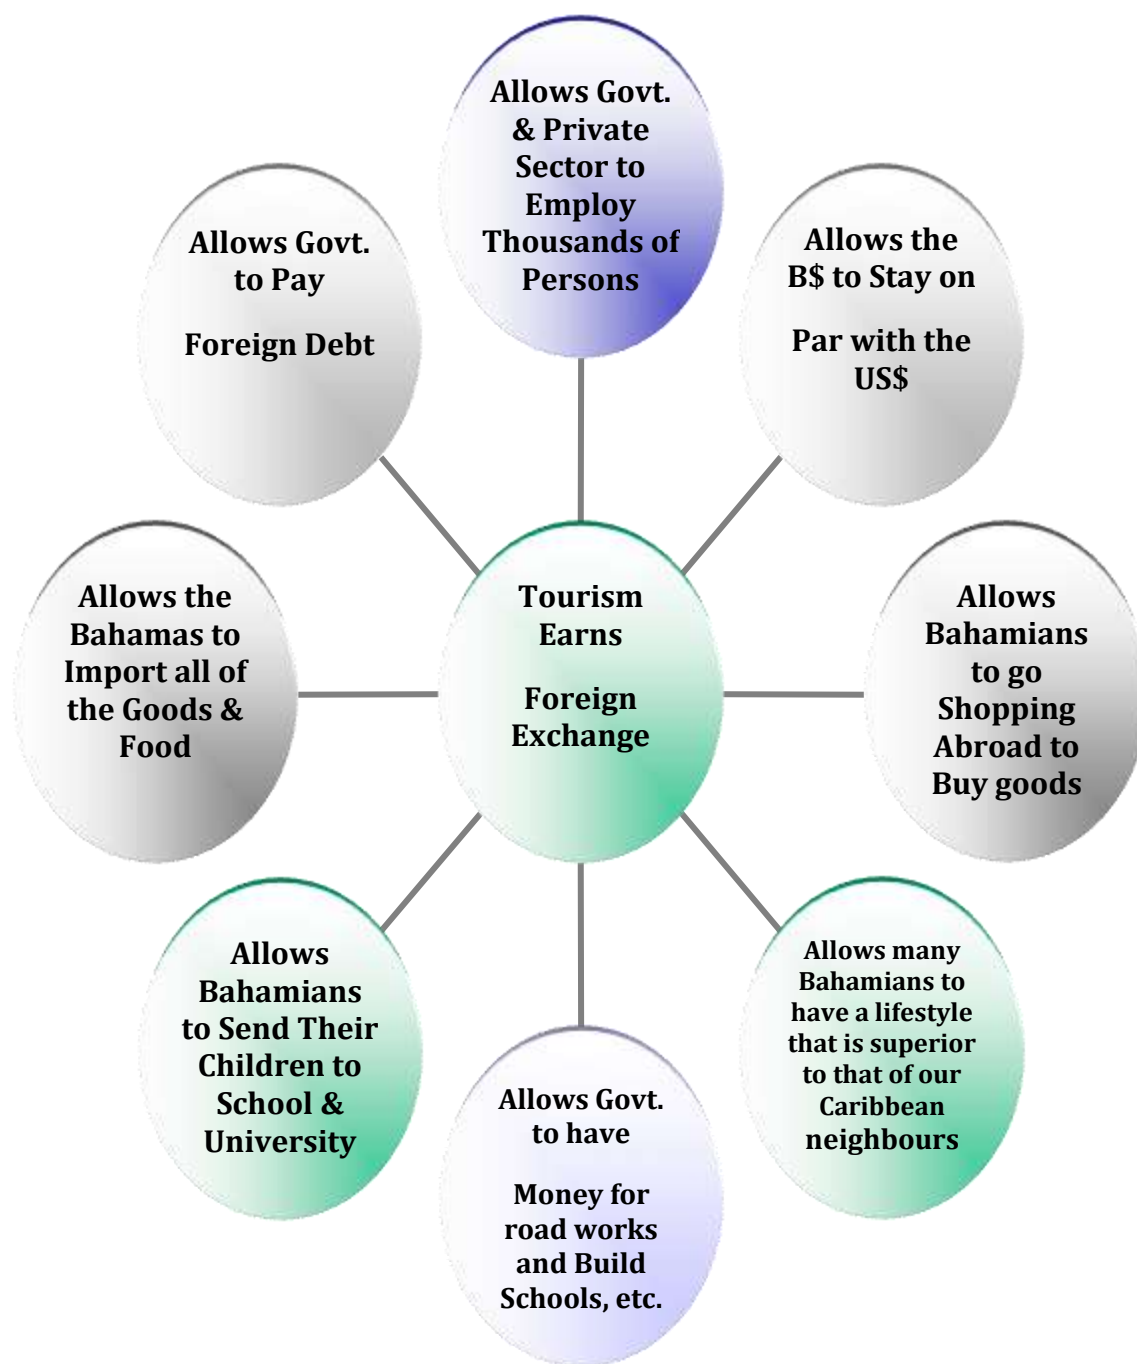 Allows Govt.
& Private
Sector to
Employ
Thousands of
Persons
Allows the
B$ to Stay on
Par with the
US$
Allows
Bahamians
to go
Shopping
Abroad to
Buy goods
Allows many
Bahamians to
have a lifestyle
that is superior
to that of our
Caribbean
neighbours
Allows Govt.
to have
Money for
road works
and Build
Schools, etc.
Allows
Bahamians
to Send Their
Children to
School &
University
Allows the
Bahamas to
Import all of
the Goods &
Food
Allows Govt.
to Pay
Foreign Debt
Tourism
Earns
Foreign
Exchange